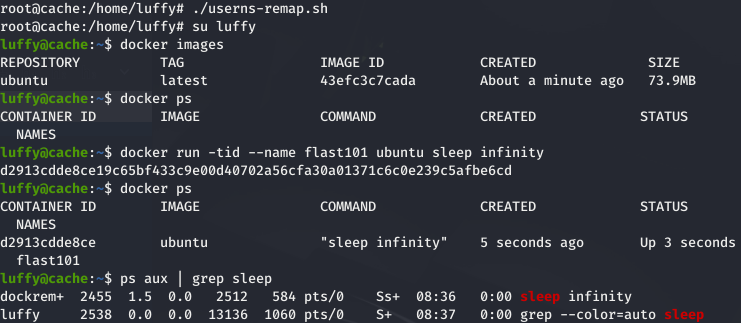 root@cache:/home/luffy# ./userns-remap.sh
root@cache:/home/luffy# su luffy
luffy@cache:~$ docker images
REPOSITORY TAG IMAGE ID CREATED SIZE
ubuntu latest 43efc3c7cada About a minute ago 73.9MB
luffy@cache:~$ docker ps
CONTAINER ID IMAGE COMMAND CREATED STATUS
NAMES
luffy@cache:~$ docker run -tid --name flast101 ubuntu sleep infinity
d2913cdde8ce19c65bf433c9e00d40702a56cfa30a01371c6c0e239c5afbe6cd
luffy@cache:~$ docker ps
CONTAINER ID IMAGE COMMAND CREATED STATUS
NAMES
d2913cdde8ce ubuntu "sleep infinity" 5 seconds ago Up 3 seconds
flast101
luffy@cache:~$ ps aux | grep sleep
dockrem+ 2455 1.5 0.0 2512 584 pts/0 Ss+ 08:36 0:00 sleep infinity
luffy 2538 0.0 0.0 13136 1060 pts/0 S+ 08:37 0:00 grep --color=auto sleep